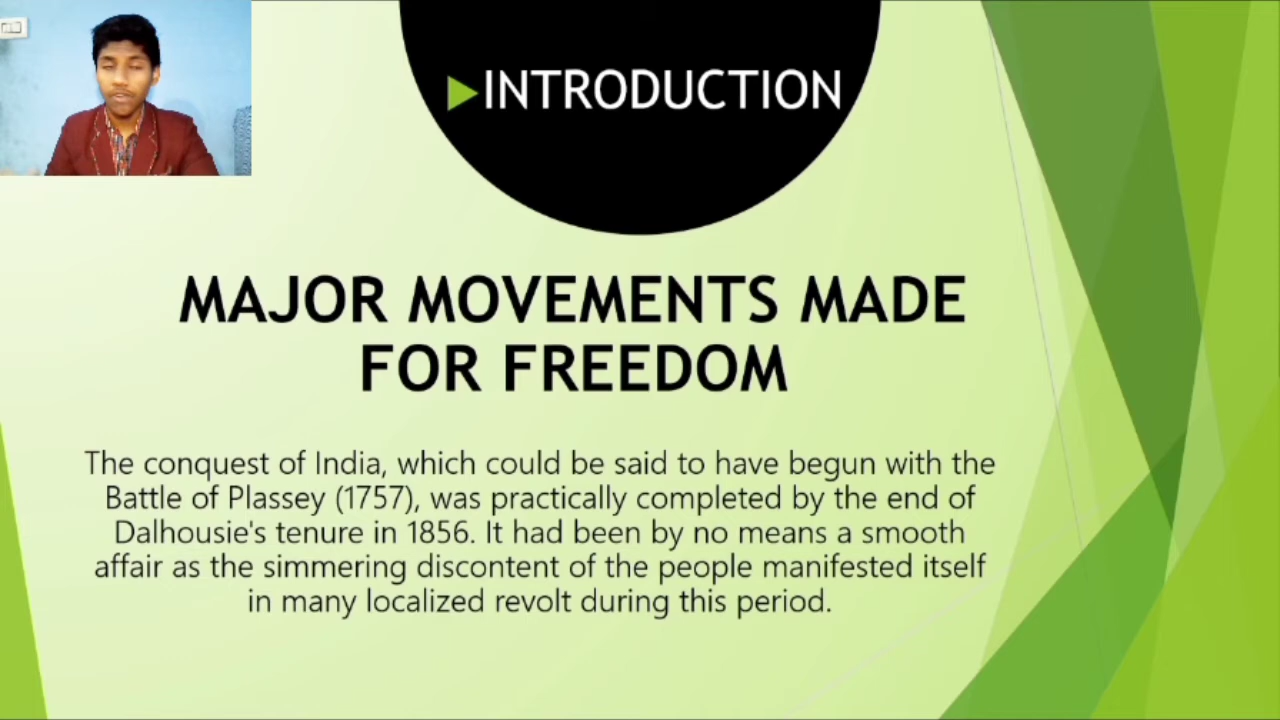 INTRODUCTION
MAJOR MOVEMENTS MADE
FOR FREEDOM
The conquest of India, which could be said to have begun with the
Battle of Plassey (1757), was practically completed by the end of
Dalhousie's tenure in 1856. It had been by no means a smooth
affair as the simmering discontent of the people manifested itself
in many localized revolt during this period.